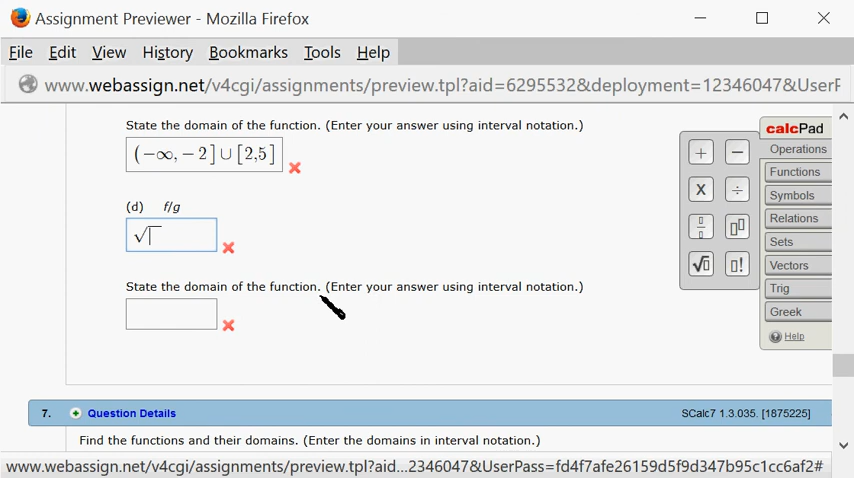 Assignment Previewer - Mozilla Firefox
File Edit View History Bookmarks Tools Help
www.webassign.net/v4cgi/assignments/preview.tpl?aid=6295532&deployment=12346047&UserF
State the domain of the function. (Enter your answer using interval notation.)
(-∞, -2] ∪ [2,5]
(d) f/g
√
State the domain of the function. (Enter your answer using interval notation.)
calcPad
Operations
+ −
Functions
X ÷
Symbols
Relations
Sets
Vectors
√ !
Trig
Greek
Help
7. Question Details SCalc7 1.3.035. [1875225]
Find the functions and their domains. (Enter the domains in interval notation.)
www.webassign.net/v4cgi/assignments/preview.tpl?aid...2346047&UserPass=fd4f7afe26159d5f9d347b95c1cc6af2#